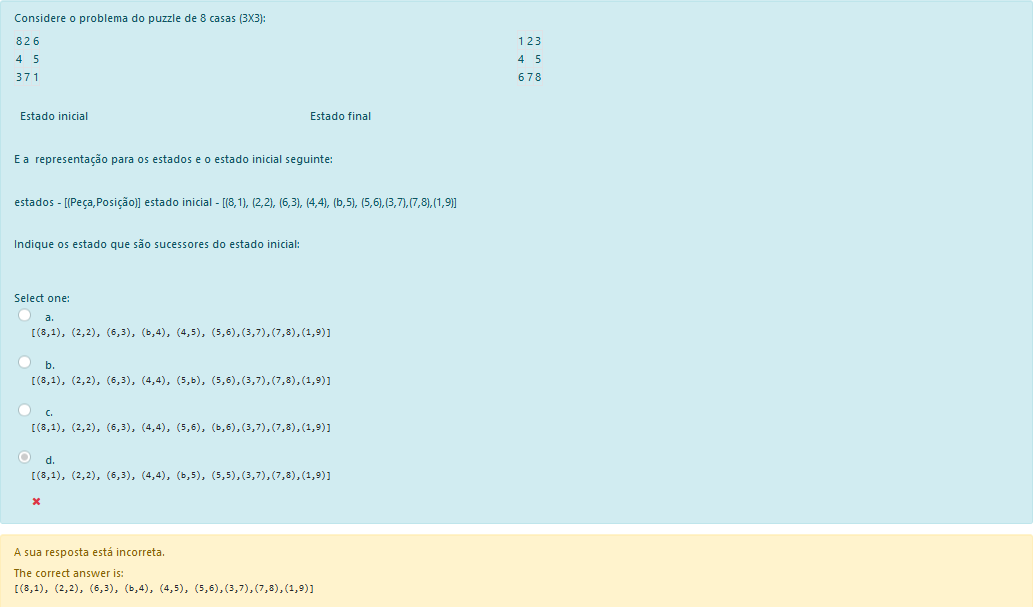 Considere o problema do puzzle de 8 casas (3X3):
8 2 6 1 2 3
4 5 4 5
3 7 1 6 7 8
Estado inicial Estado final
E a representação para os estados e o estado inicial seguinte:
estados - [(Peça,Posição)] estado inicial - [(8,1), (2,2), (6,3), (4,4), (b,5), (5,6),(3,7),(7,8),(1,9)]
Indique os estado que são sucessores do estado inicial:
Select one:
a.
[(8,1), (2,2), (6,3), (b,4), (4,5), (5,6),(3,7),(7,8),(1,9)]
b.
[(8,1), (2,2), (6,3), (4,4), (5,b), (5,6),(3,7),(7,8),(1,9)]
c.
[(8,1), (2,2), (6,3), (4,4), (5,6), (b,6),(3,7),(7,8),(1,9)]
d.
[(8,1), (2,2), (6,3), (4,4), (b,5), (5,5),(3,7),(7,8),(1,9)]
A sua resposta está incorreta.
The correct answer is:
[(8,1), (2,2), (6,3), (b,4), (4,5), (5,6),(3,7),(7,8),(1,9)]